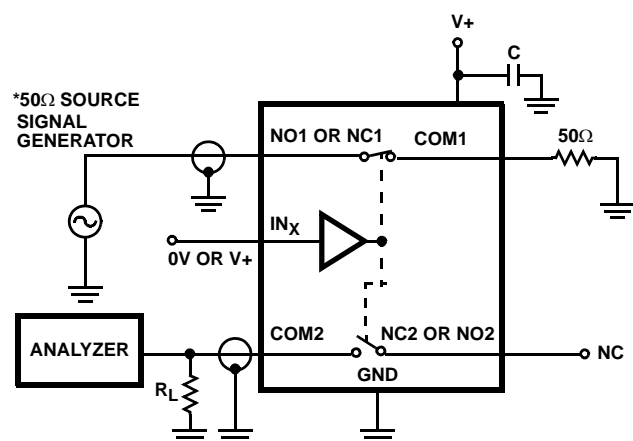 V+
C
*50Ω SOURCE
SIGNAL
GENERATOR
NO1 OR NC1
COM1
50Ω
INX
0V OR V+
ANALYZER
COM2
NC2 OR NO2
NC
RL
GND